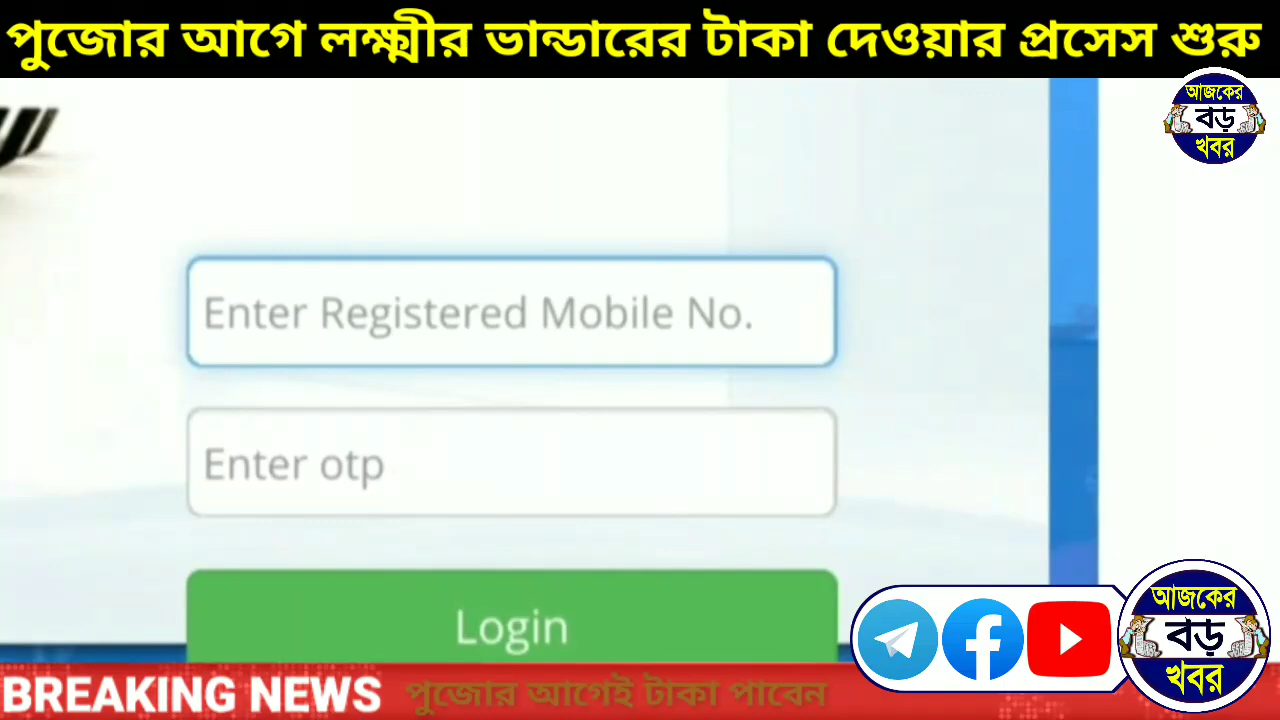 পুজোর আগে লক্ষ্মীর ভান্ডারের টাকা দেওয়ার প্রসেস শুরু
আজকের
বড়
খবর
Enter Registered Mobile No.
Enter otp
Login
আজকের
বড়
খবর
BREAKING NEWS পুজোর আগেই টাকা পাবেন